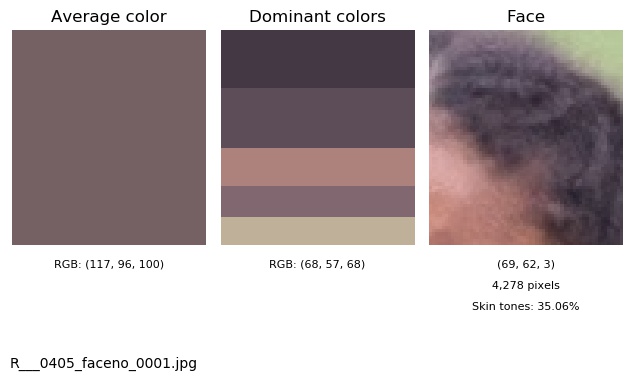 Average color
Dominant colors
Face
RGB: (117, 96, 100)
RGB: (68, 57, 68)
(69, 62, 3)
4,278 pixels
Skin tones: 35.06%
R___0405_faceno_0001.jpg